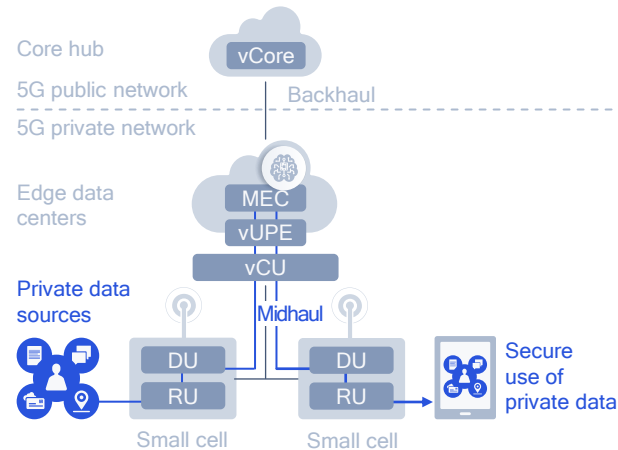 Core hub
vCore
5G public network
Backhaul
5G private network
MEC
Edge data
centers
vUPE
vCU
Private data
sources
Midhaul
DU
DU
RU
RU
Secure
use of
private data
Small cell
Small cell